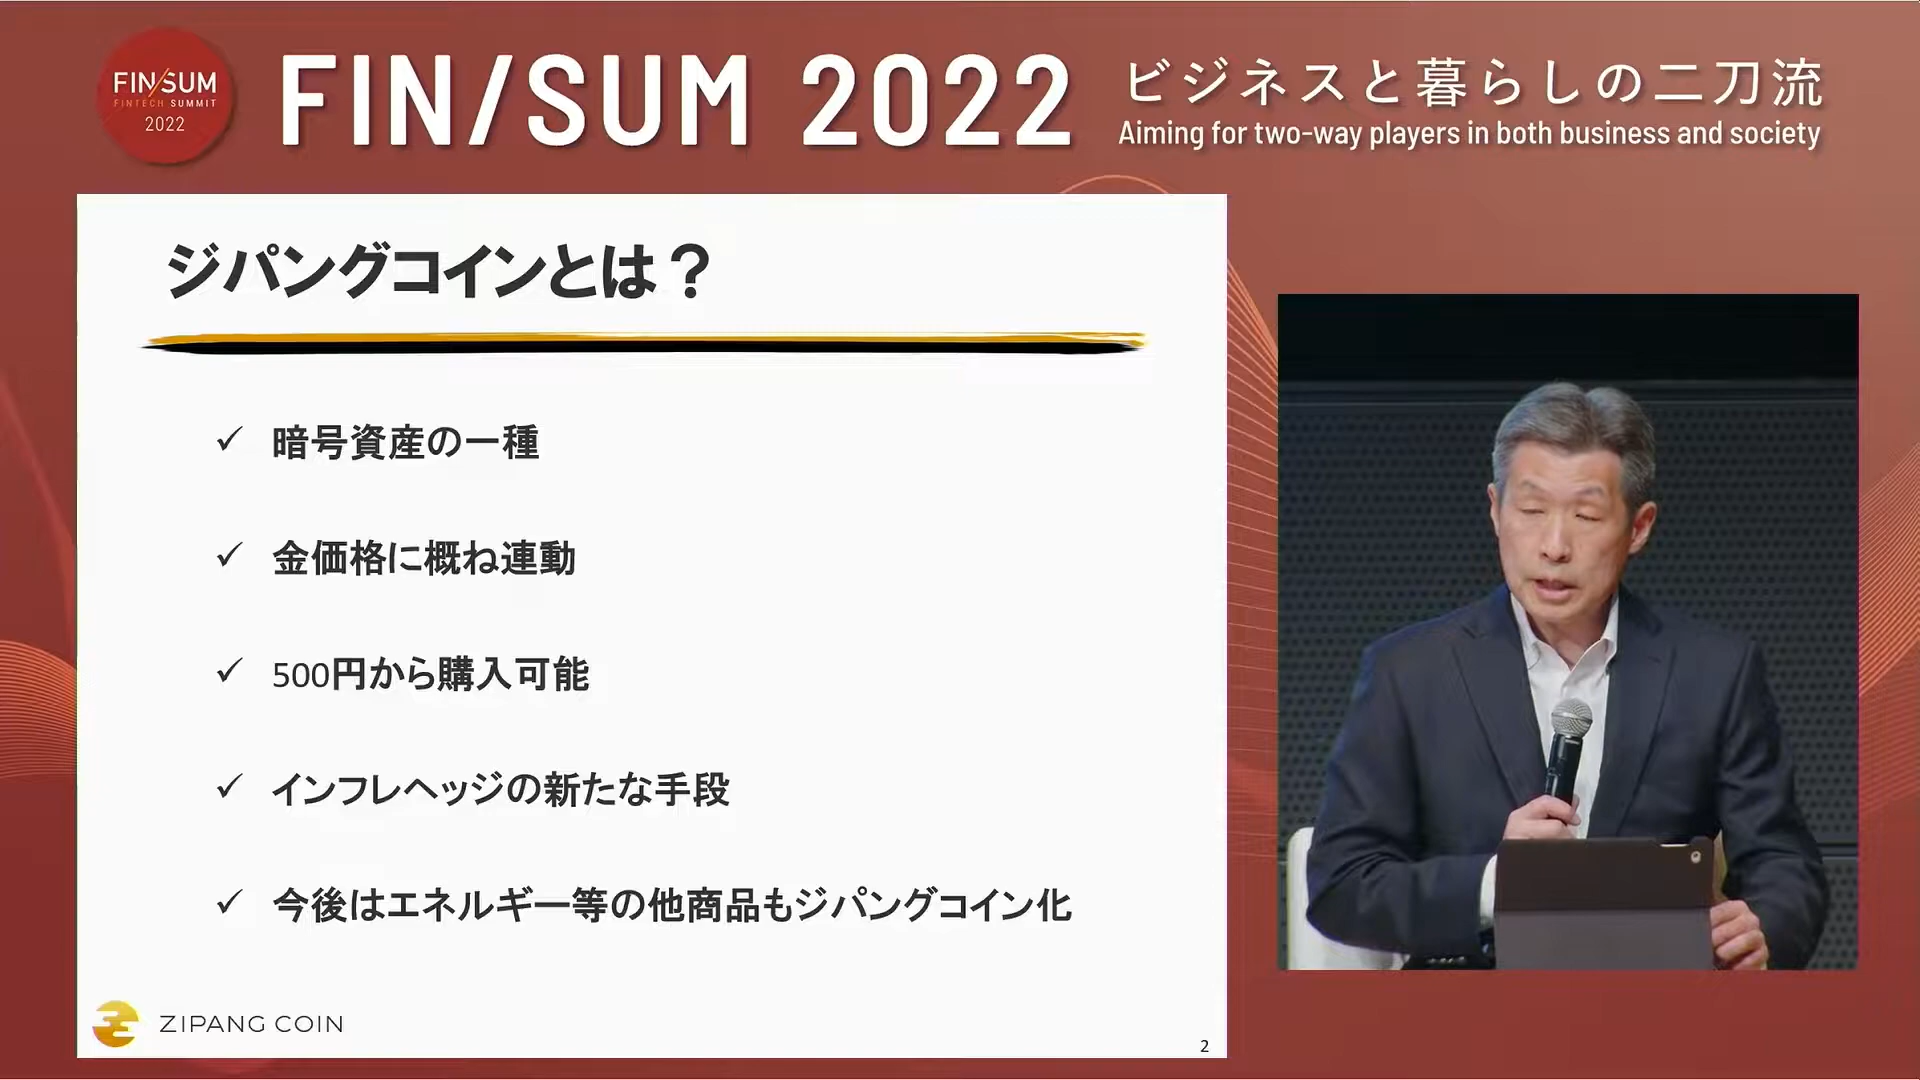 FIN/SUM
FINTECH SUMMIT
2022
FIN/SUM 2022
ビジネスと暮らしの二刀流
Aiming for two-way players in both business and society
ジパングコインとは？
✓ 暗号資産の一種
✓ 金価格に概ね連動
✓ 500円から購入可能
✓ インフレヘッジの新たな手段
✓ 今後はエネルギー等の他商品もジパングコイン化
ZIPANG COIN
2